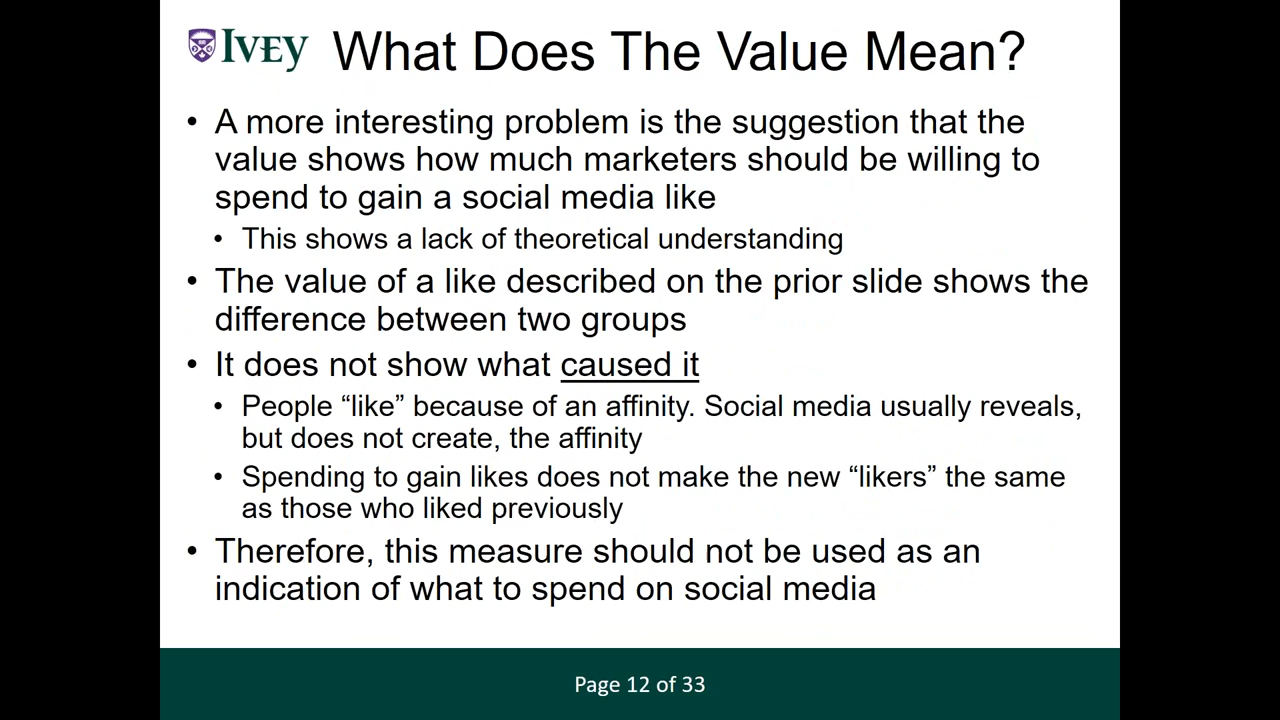 IVEY
What Does The Value Mean?
• A more interesting problem is the suggestion that the
value shows how much marketers should be willing to
spend to gain a social media like
• This shows a lack of theoretical understanding
• The value of a like described on the prior slide shows the
difference between two groups
• It does not show what caused it
• People “like” because of an affinity. Social media usually reveals,
but does not create, the affinity
• Spending to gain likes does not make the new “likers” the same
as those who liked previously
• Therefore, this measure should not be used as an
indication of what to spend on social media
Page 12 of 33